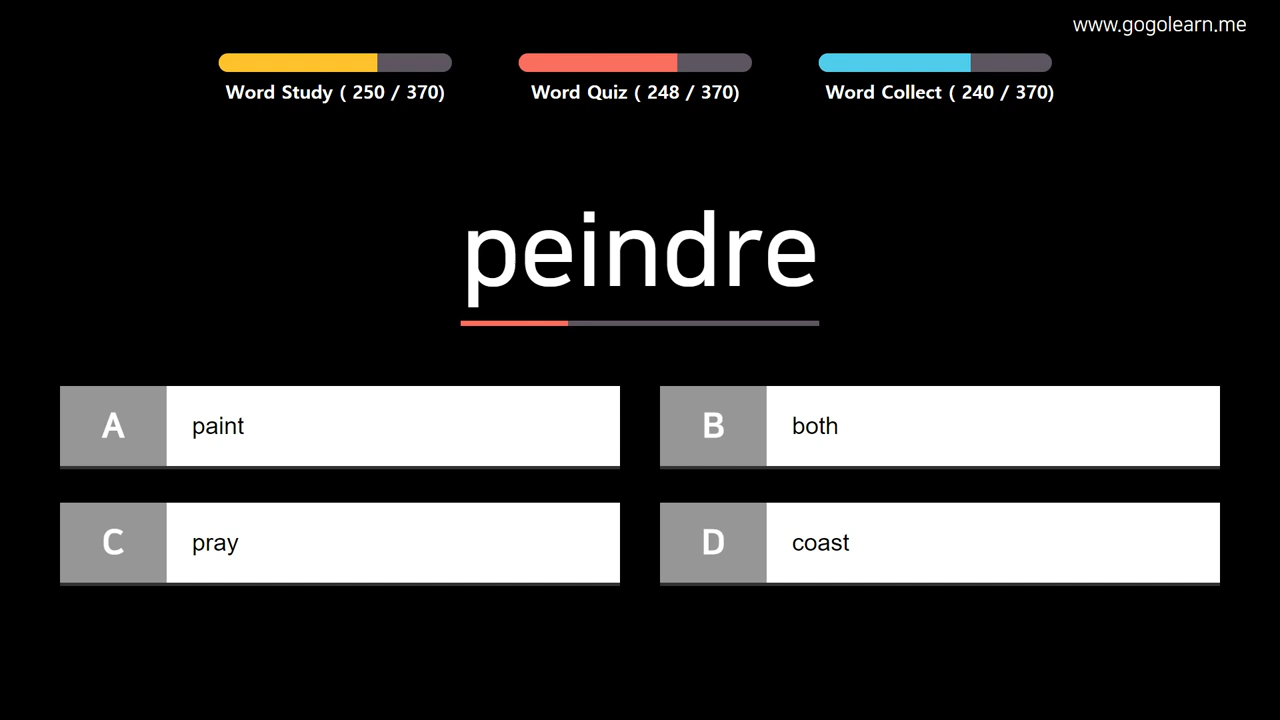 www.gogolearn.me
Word Study ( 250 / 370)
Word Quiz ( 248 / 370)
Word Collect ( 240 / 370)
peindre
A paint
B both
C pray
D coast